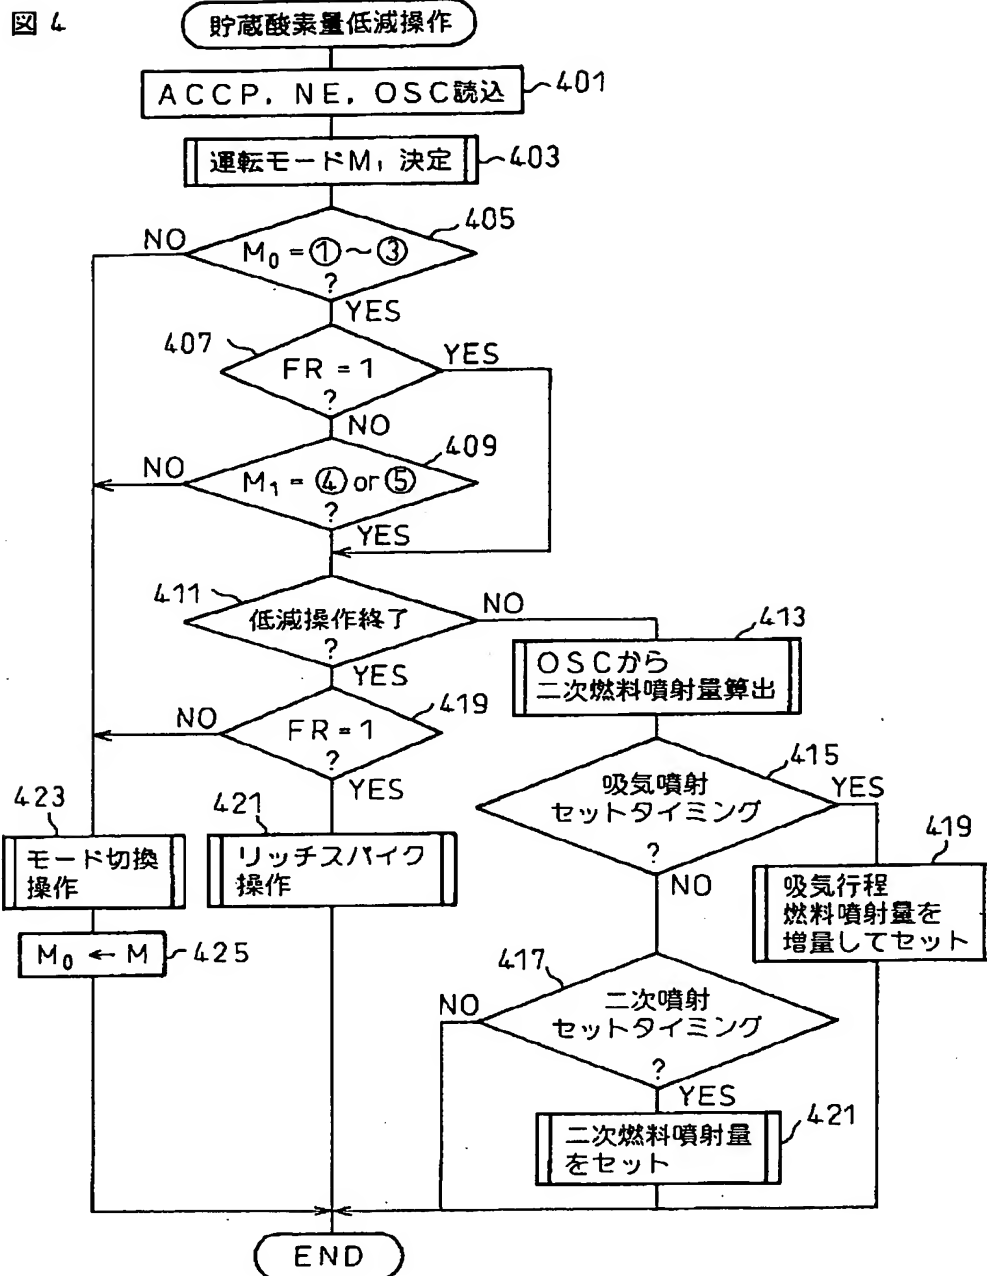 図 4
貯蔵酸素量低減操作
ACCP, NE, OSC読込
401
運転モードM₁ 決定
403
405
NO
M₀ = ①～③
?
YES
407
FR = 1
?
YES
NO
409
NO
M₁ = ④ or ⑤
?
YES
411
低減操作終了
?
NO
YES
413
OSCから
二次燃料噴射量算出
419
NO
FR = 1
?
YES
415
吸気噴射
セットタイミング
?
YES
NO
423
モード切換
操作
421
リッチスパイク
操作
419
吸気行程
燃料噴射量を
増量してセット
M₀ ← M
425
417
二次噴射
セットタイミング
?
NO
YES
二次燃料噴射量
をセット
421
END